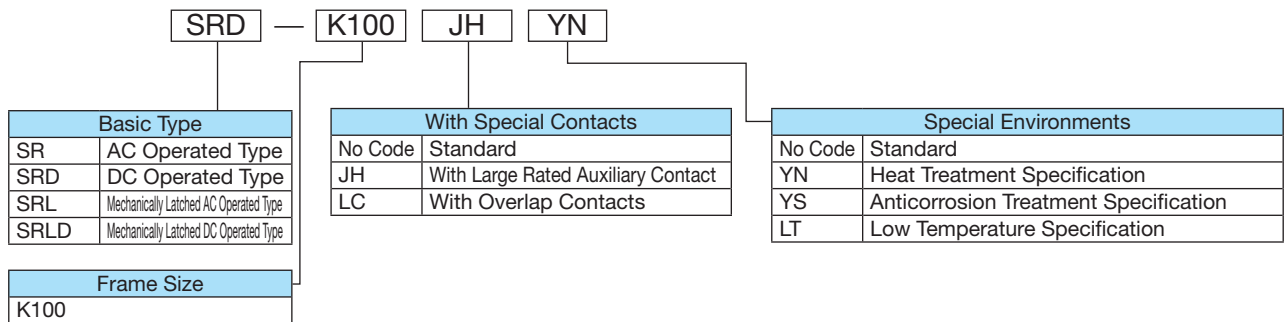 SRD — K100 JH YN
Basic Type
SR AC Operated Type
SRD DC Operated Type
SRL Mechanically Latched AC Operated Type
SRLD Mechanically Latched DC Operated Type
Frame Size
K100
With Special Contacts
No Code Standard
JH With Large Rated Auxiliary Contact
LC With Overlap Contacts
Special Environments
No Code Standard
YN Heat Treatment Specification
YS Anticorrosion Treatment Specification
LT Low Temperature Specification